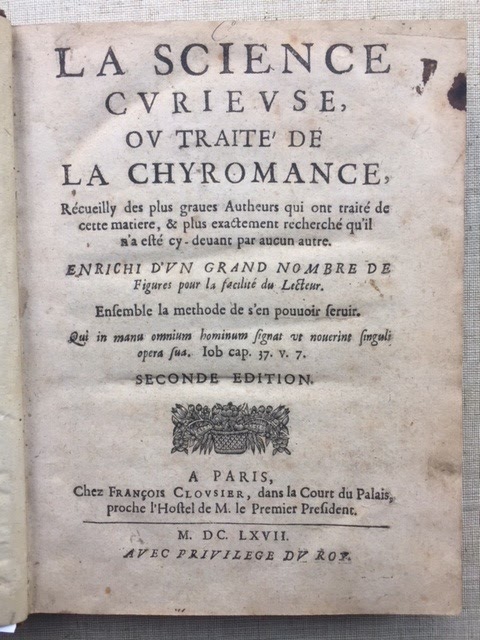 LA SCIENCE
CVRIEVSE,
OV TRAITE' DE
LA CHYROMANCE,
Récueilly des plus graues Autheurs qui ont traité de
cette matiere, & plus exactement recherché qu'il
n'a esté cy-deuant par aucun autre.
ENRICHI D'VN GRAND NOMBRE DE
Figures pour la facilité du Lecteur.
Ensemble la methode de s'en pouuoir seruir.
Qui in manu omnium hominum signat vt nouerint singuli
opera sua. Iob cap. 37. v. 7.
SECONDE EDITION.
A PARIS,
Chez FRANÇOIS CLOVSIER, dans la Court du Palais,
proche l'Hostel de M. le Premier President.
M. DC. LXVII.
AVEC PRIVILEGE DV ROY.